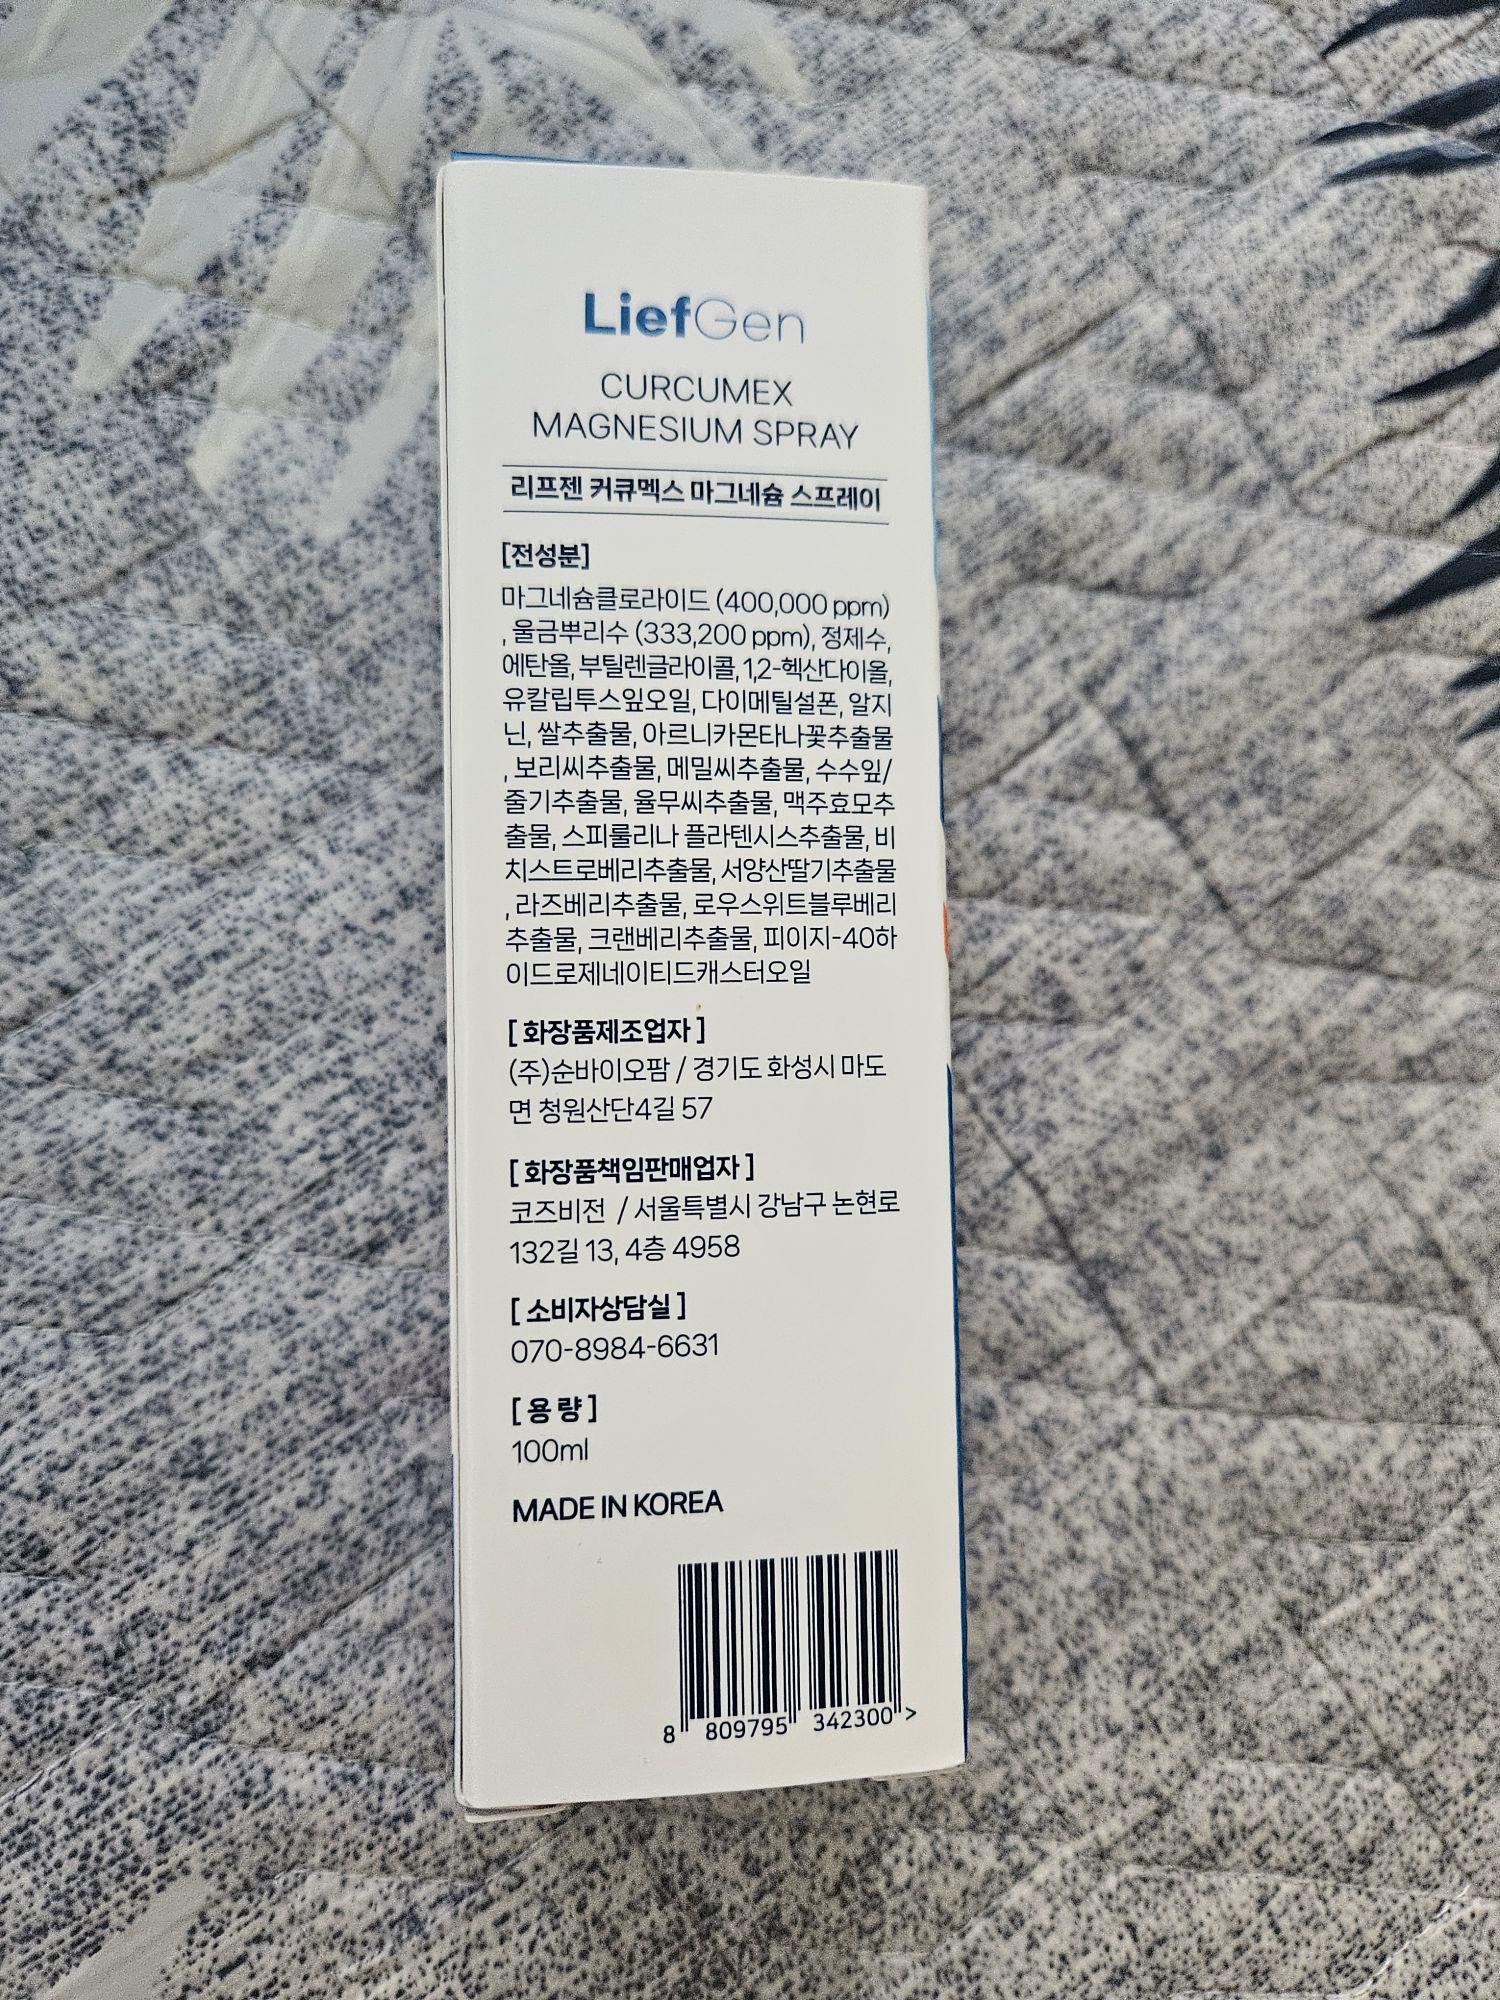 LiefGen
CURCUMEX
MAGNESIUM SPRAY
리프젠 커큐멕스 마그네슘 스프레이
[전성분]
마그네슘클로라이드 (400,000 ppm)
, 울금뿌리수 (333,200 ppm), 정제수,
에탄올, 부틸렌글라이콜, 1,2-헥산다이올,
유칼립투스잎오일, 다이메틸설폰, 알지
닌, 쌀추출물, 아르니카몬타나꽃추출물
, 보리씨추출물, 메밀씨추출물, 수수잎/
줄기추출물, 율무씨추출물, 맥주효모추
출물, 스피룰리나 플라텐시스추출물, 비
치스트로베리추출물, 서양산딸기추출물
, 라즈베리추출물, 로우스위트블루베리
추출물, 크랜베리추출물, 피이지-40하
이드로제네이티드캐스터오일
[ 화장품제조업자 ]
(주)순바이오팜 / 경기도 화성시 마도
면 청원산단4길 57
[ 화장품책임판매업자 ]
코즈비전 / 서울특별시 강남구 논현로
132길 13, 4층 4958
[ 소비자상담실 ]
070-8984-6631
[ 용 량 ]
100ml
MADE IN KOREA
8 809795 342300 >